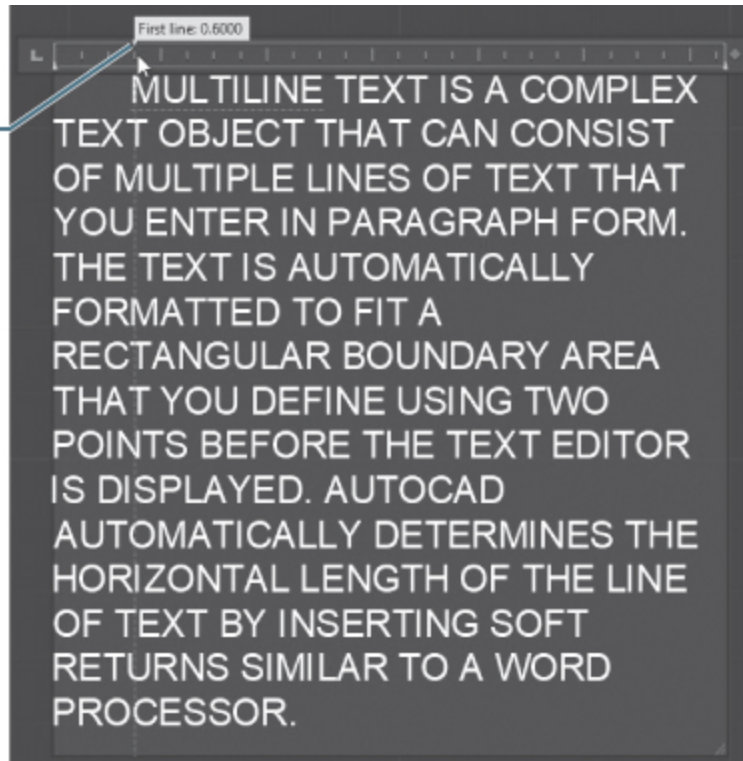 First line: 0.6000
MULTILINE TEXT IS A COMPLEX
TEXT OBJECT THAT CAN CONSIST
OF MULTIPLE LINES OF TEXT THAT
YOU ENTER IN PARAGRAPH FORM.
THE TEXT IS AUTOMATICALLY
FORMATTED TO FIT A
RECTANGULAR BOUNDARY AREA
THAT YOU DEFINE USING TWO
POINTS BEFORE THE TEXT EDITOR
IS DISPLAYED. AUTOCAD
AUTOMATICALLY DETERMINES THE
HORIZONTAL LENGTH OF THE LINE
OF TEXT BY INSERTING SOFT
RETURNS SIMILAR TO A WORD
PROCESSOR.